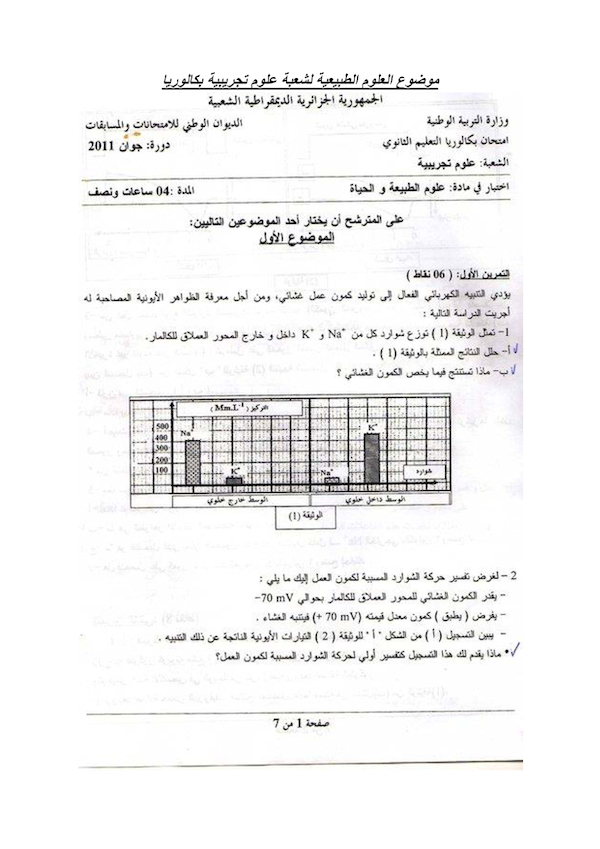 موضوع العلوم الطبيعية لشعبة علوم تجريبية بكالوريا
الجمهورية الجزائرية الديمقراطية الشعبية
وزارة التربية الوطنية الديوان الوطني للامتحانات والمسابقات
امتحان بكالوريا التعليم الثانوي دورة: جوان 2011
الشعبة: علوم تجريبية
اختبار في مادة: علوم الطبيعة و الحياة المدة :04 ساعات ونصف
على المترشح أن يختار أحد الموضوعين التاليين:
الموضوع الأول
التمرين الأول: ( 06 نقاط )
يؤدي التنبيه الكهربائي الفعال إلى توليد كمون عمل غشائي، ومن أجل معرفة الظواهر الأيونية المصاحبة له
أجريت الدراسة التالية :
1– تمثل الوثيقة (1 ) توزع شوارد كل من Na+ و K+ داخل و خارج المحور العملاق للكالمار.
أ– حلل النتائج الممثلة بالوثيقة (1 ) .
ب– ماذا تستنتج فيما يخص الكمون الغشائي ؟
التركيز ( Mm.L-1 )
500
400
300
200
100
Na+
K+
Na+
K+
شوارد
الوسط خارج خلوي
الوسط داخل خلوي
الوثيقة (1)
2 – لغرض تفسير حركة الشوارد المسببة لكمون العمل إليك ما يلي :
– يقدر الكمون الغشائي للمحور العملاق للكالمار بحوالي 70 mV–
– يفرض ( يطبق ) كمون معدل قيمته (70 mV +) فيتنبه الغشاء .
– يبين التسجيل ( أ ) من الشكل " أ " للوثيقة ( 2 ) التيارات الأيونية الناتجة عن ذلك التنبيه .
• ماذا يقدم لك هذا التسجيل كتفسير أولي لحركة الشوارد المسببة لكمون العمل؟
صفحة 1 من 7